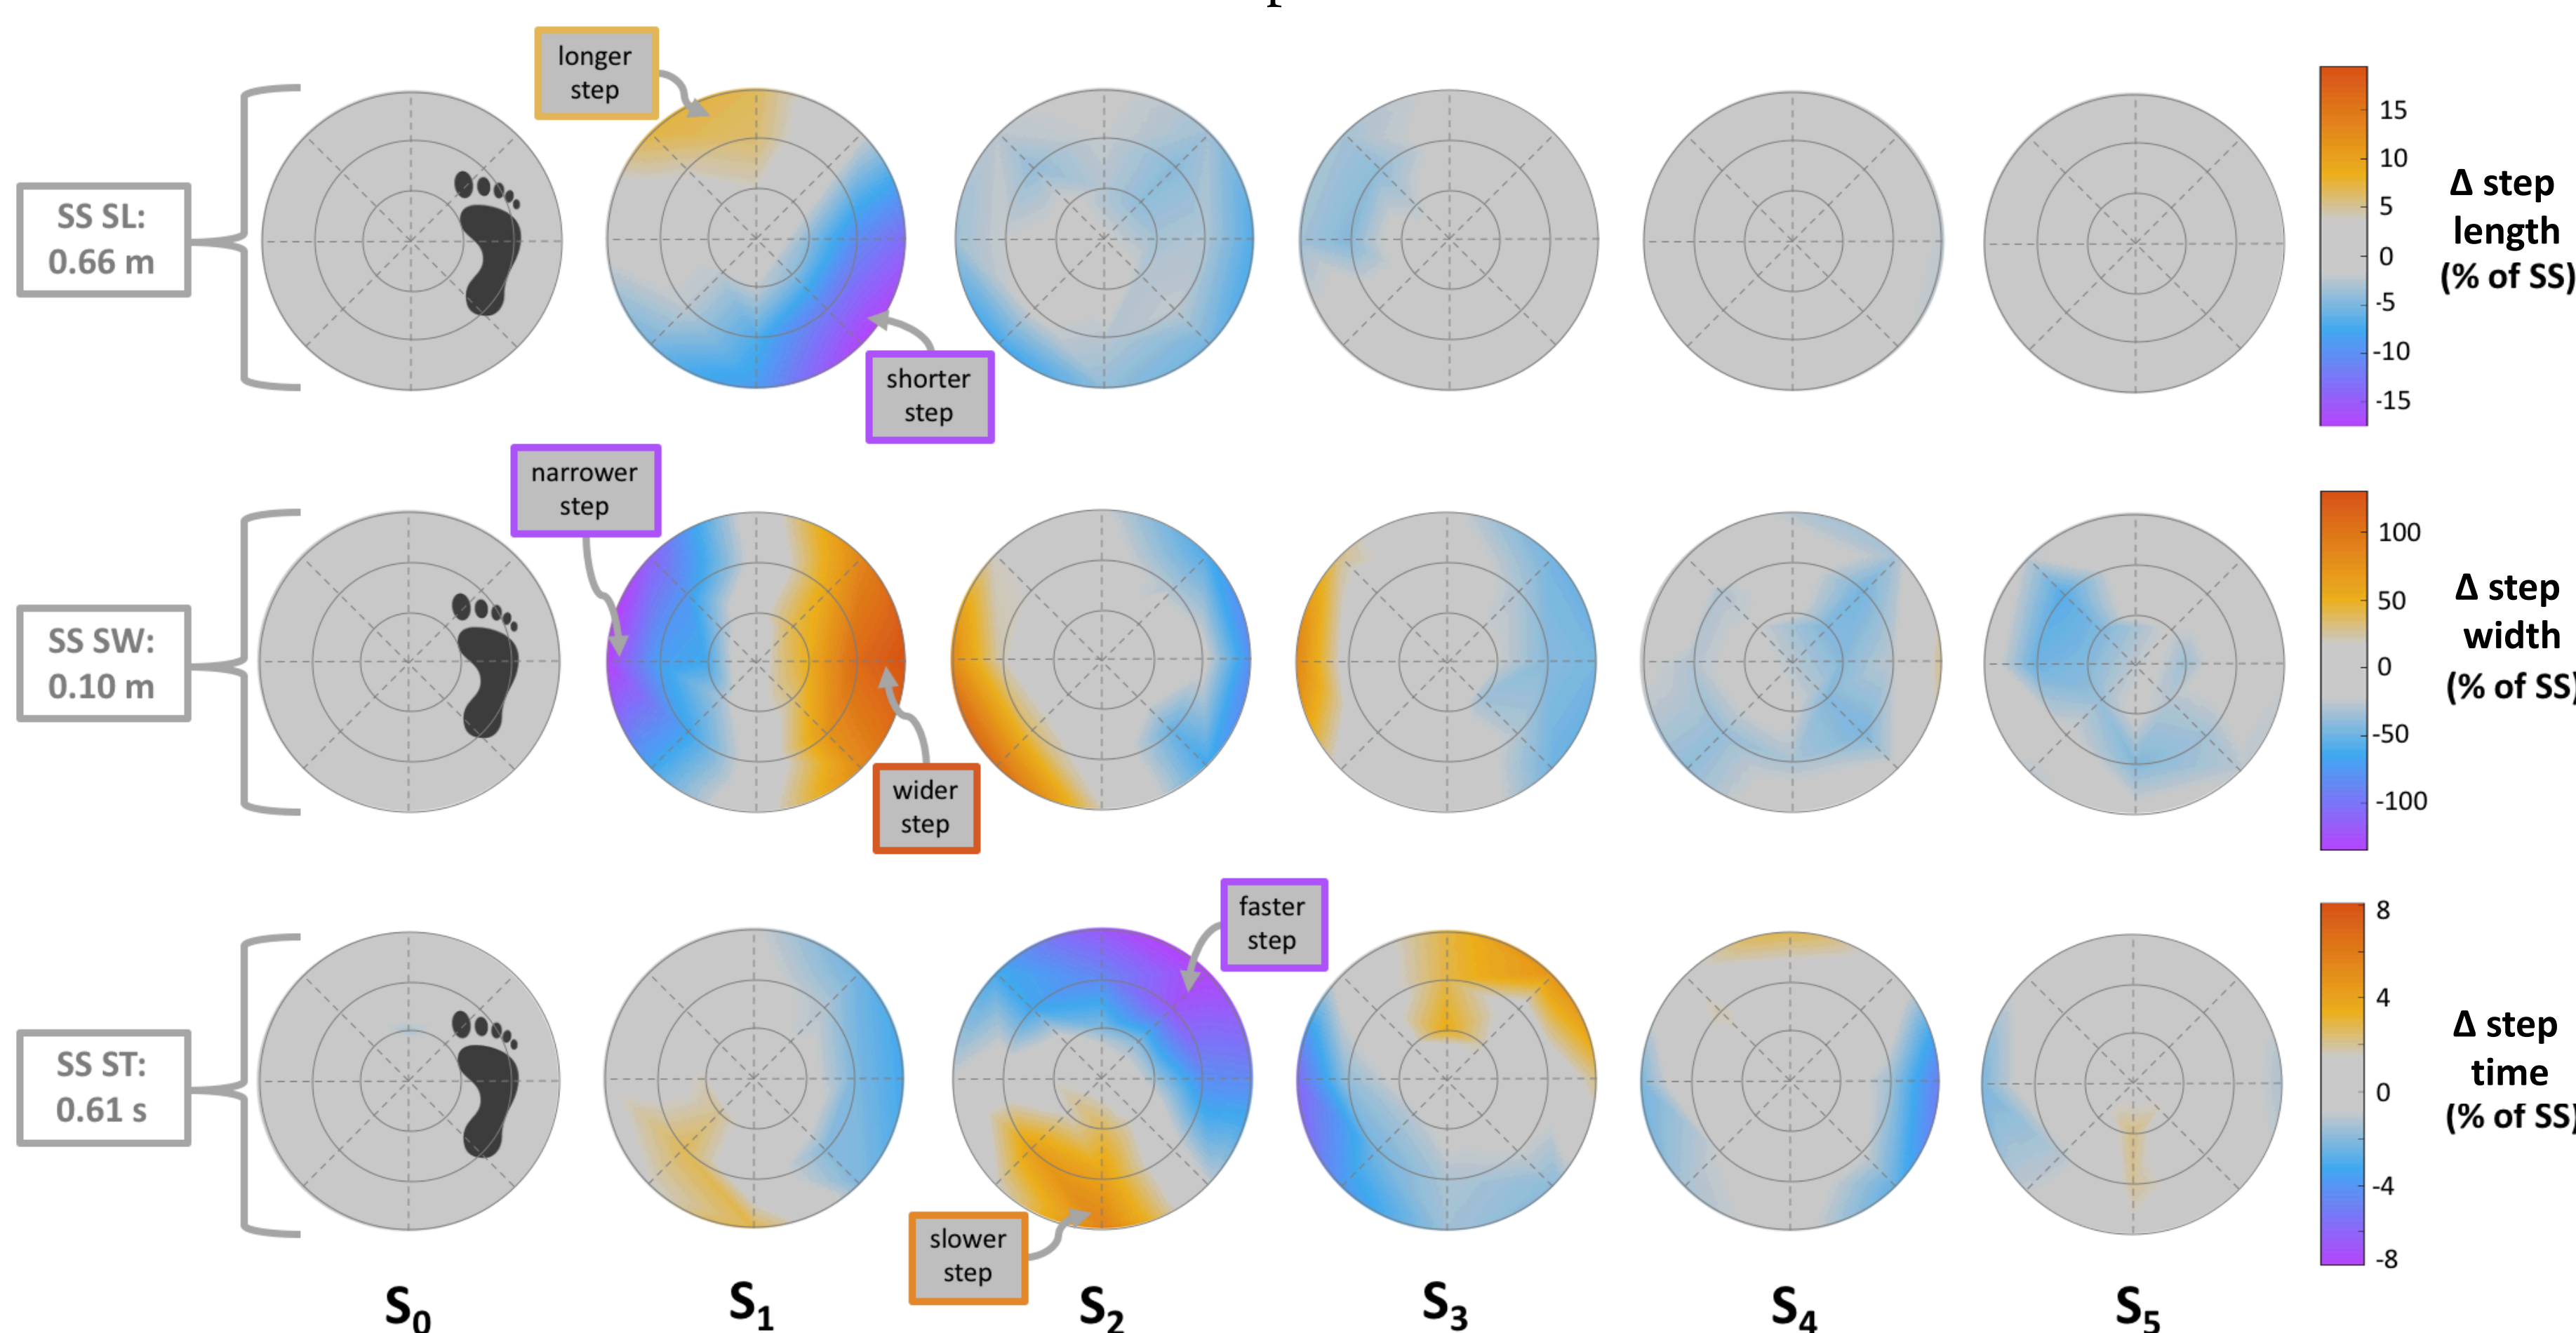 longer
step
SS SL:
0.66 m
shorter
step
15
10
5
0
-5
-10
-15
Δ step
length
(% of SS)
narrower
step
SS SW:
0.10 m
wider
step
100
50
0
-50
-100
Δ step
width
(% of SS)
faster
step
SS ST:
0.61 s
slower
step
8
4
0
-4
-8
Δ step
time
(% of SS)
S₀ S₁ S₂ S₃ S₄ S₅